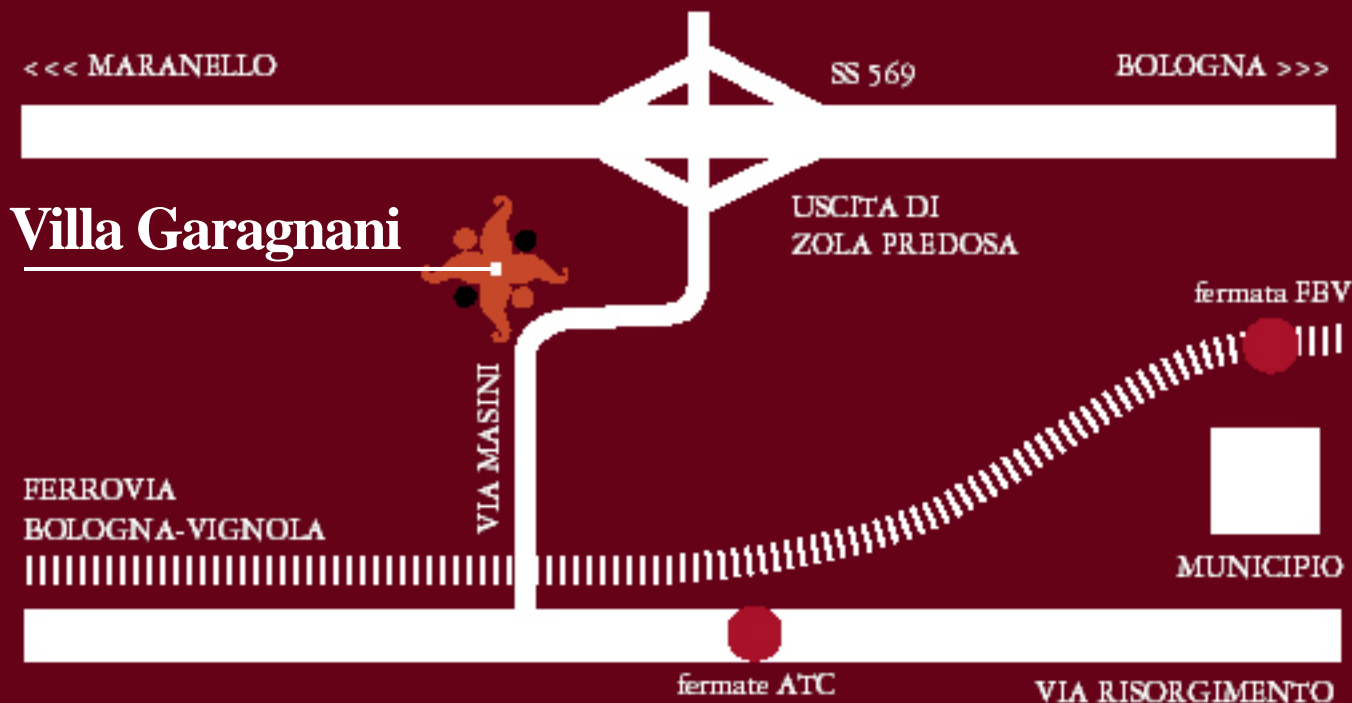 <<< MARANELLO
SS 569
BOLOGNA >>>
Villa Garagnani
USCITA DI
ZOLA PREDOSA
fermata FBV
VIA MASINI
FERROVIA
BOLOGNA-VIGNOLA
MUNICIPIO
fermate ATC
VIA RISORGIMENTO